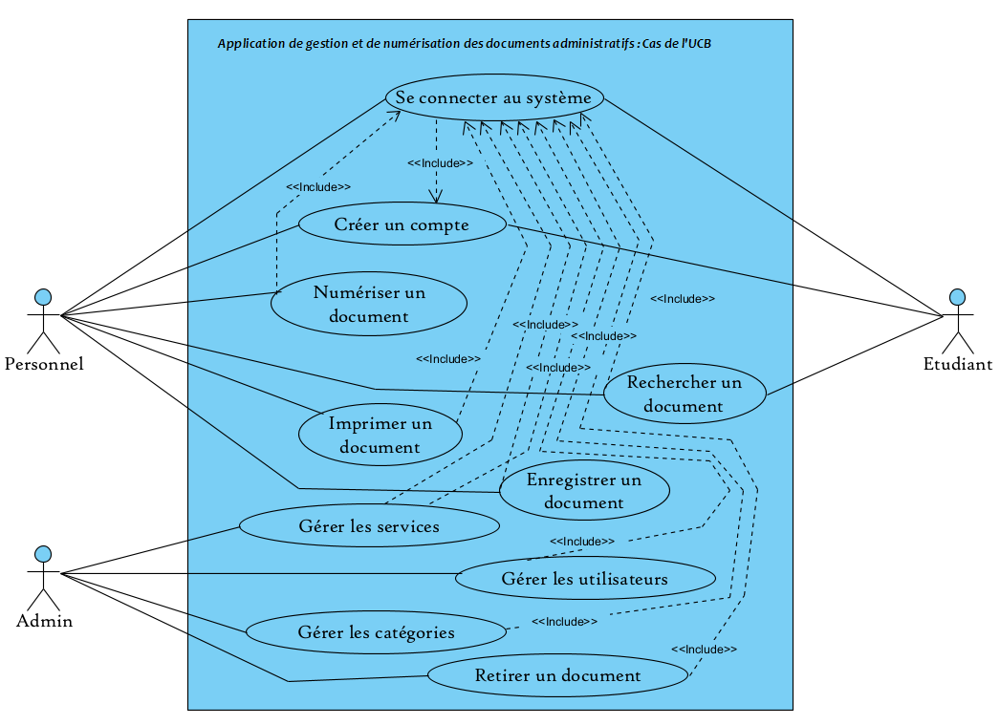 Application de gestion et de numérisation des documents administratifs : Cas de l'UCB
Se connecter au système
<<Include>>
<<Include>>
Créer un compte
Numériser un
document
<<Include>>
<<Include>>
<<Include>>
<<Include>>
<<Include>>
Personnel
Etudiant
Rechercher un
document
Imprimer un
document
Enregistrer un
document
Gérer les services
<<Include>>
Gérer les utilisateurs
Admin
<<Include>>
Gérer les catégories
<<Include>>
Retirer un document